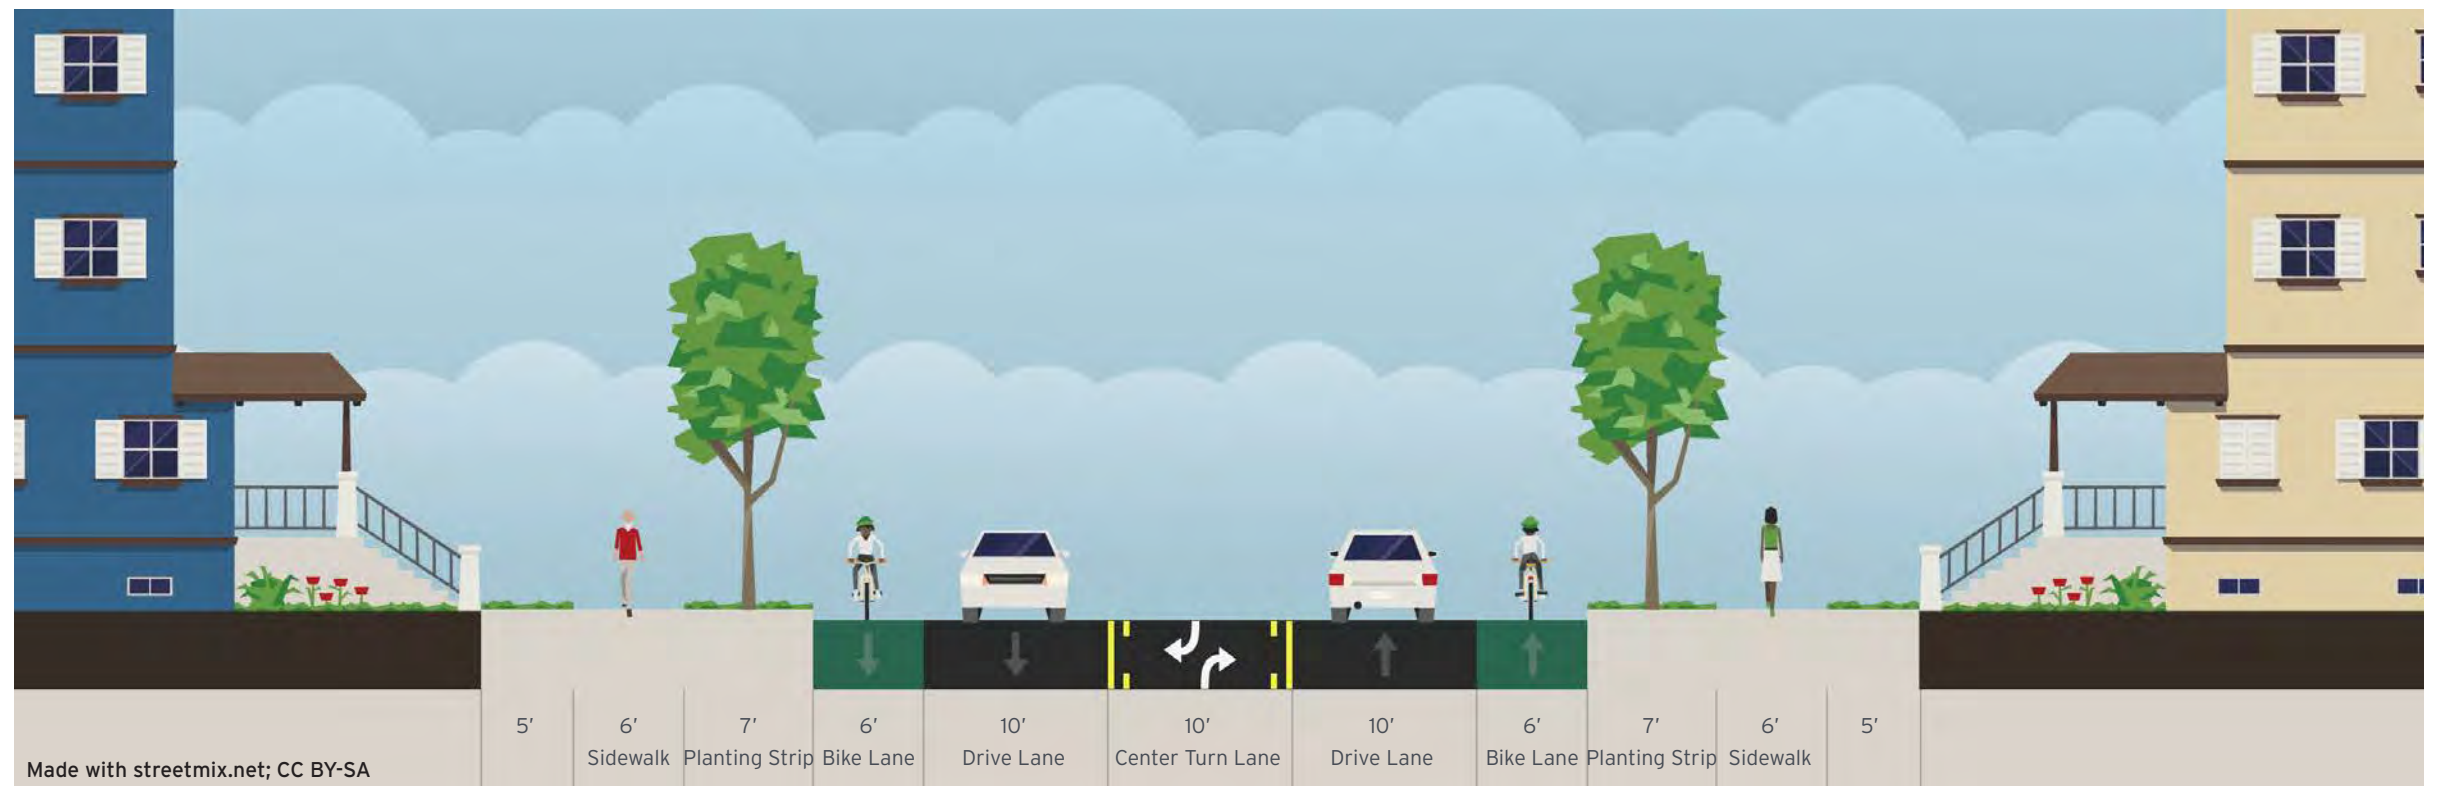 5′ 6′ 7′ 6′ 10′ 10′ 10′ 6′ 7′ 6′ 5′
Sidewalk Planting Strip Bike Lane Drive Lane Center Turn Lane Drive Lane Bike Lane Planting Strip Sidewalk
Made with streetmix.net; CC BY-SA